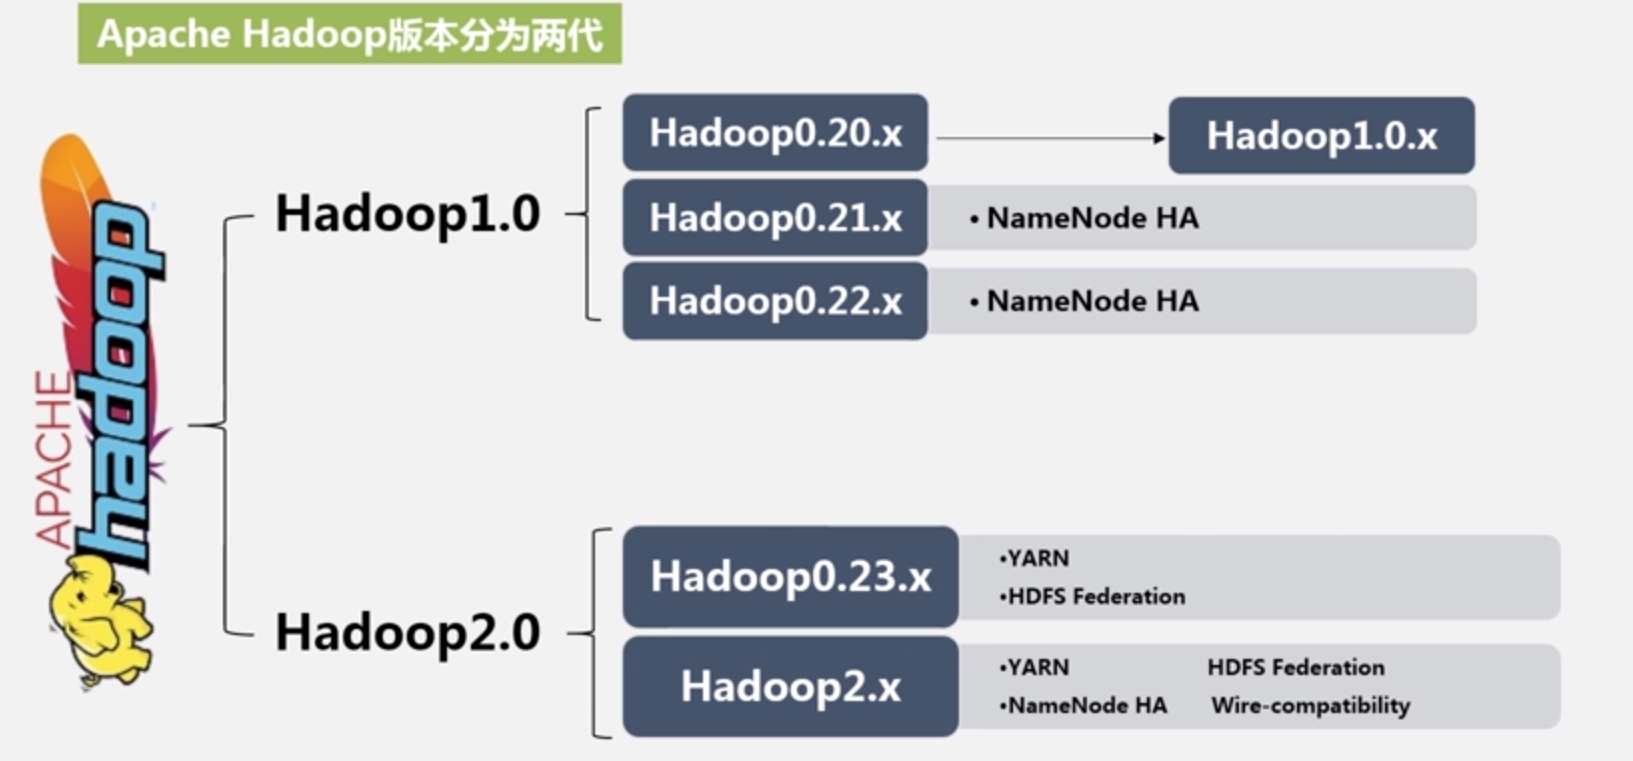 Apache Hadoop版本分为两代
APACHE
hadoop
Hadoop1.0
Hadoop0.20.x
Hadoop1.0.x
Hadoop0.21.x
• NameNode HA
Hadoop0.22.x
• NameNode HA
Hadoop2.0
Hadoop0.23.x
•YARN
•HDFS Federation
Hadoop2.x
•YARN HDFS Federation
•NameNode HA Wire-compatibility